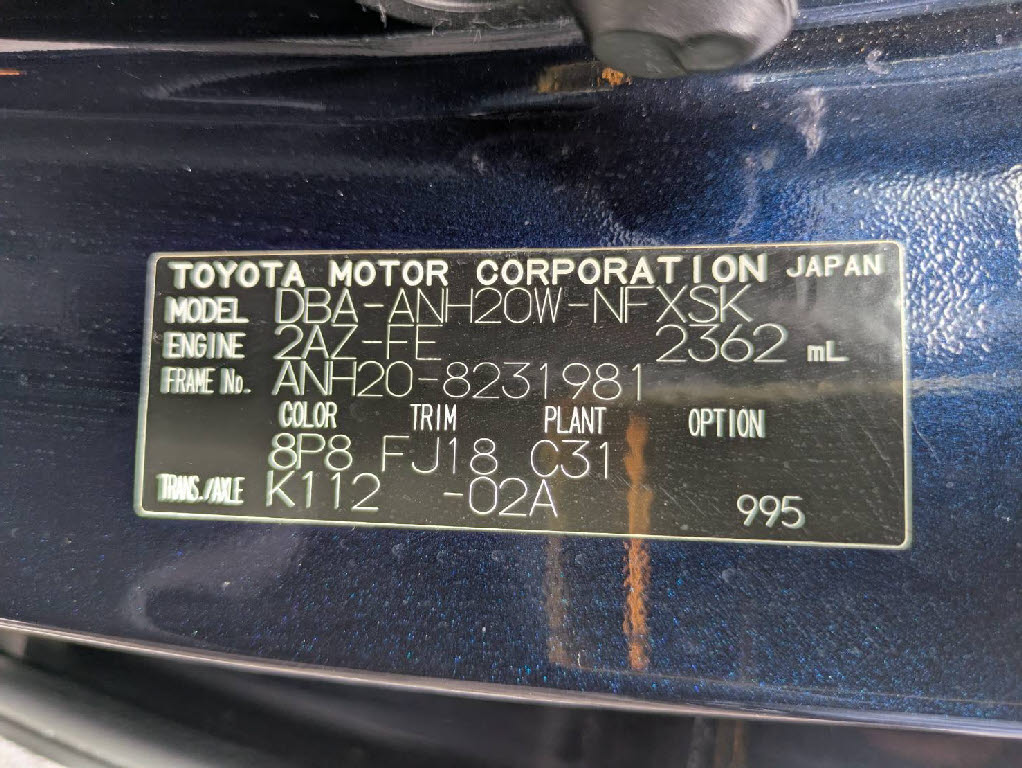 TOYOTA MOTOR CORPORATION JAPAN
MODEL DBA-ANH20W-NFXSK
ENGINE 2AZ-FE 2362 mL
FRAME No. ANH20-8231981
COLOR TRIM PLANT OPTION
8P8 FJ18 C31
TRANS./AXLE K112 -02A 995